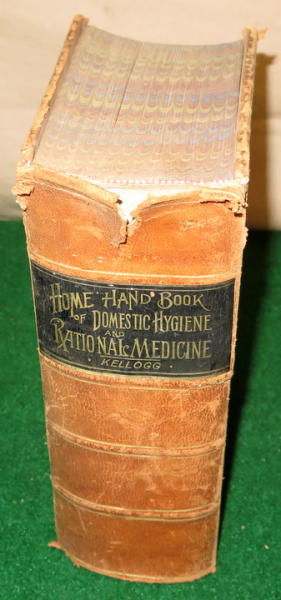 HOME HAND BOOK
OF DOMESTIC HYGIENE
AND
RATIONAL MEDICINE
· KELLOGG ·